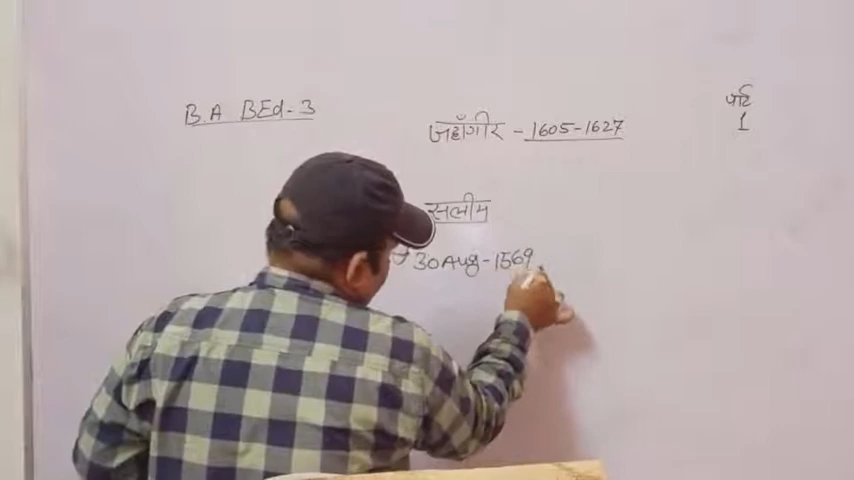 B.A BEd-3
पार्ट
1
जहाँगीर - 1605-1627
सलीम
30 Aug - 1569